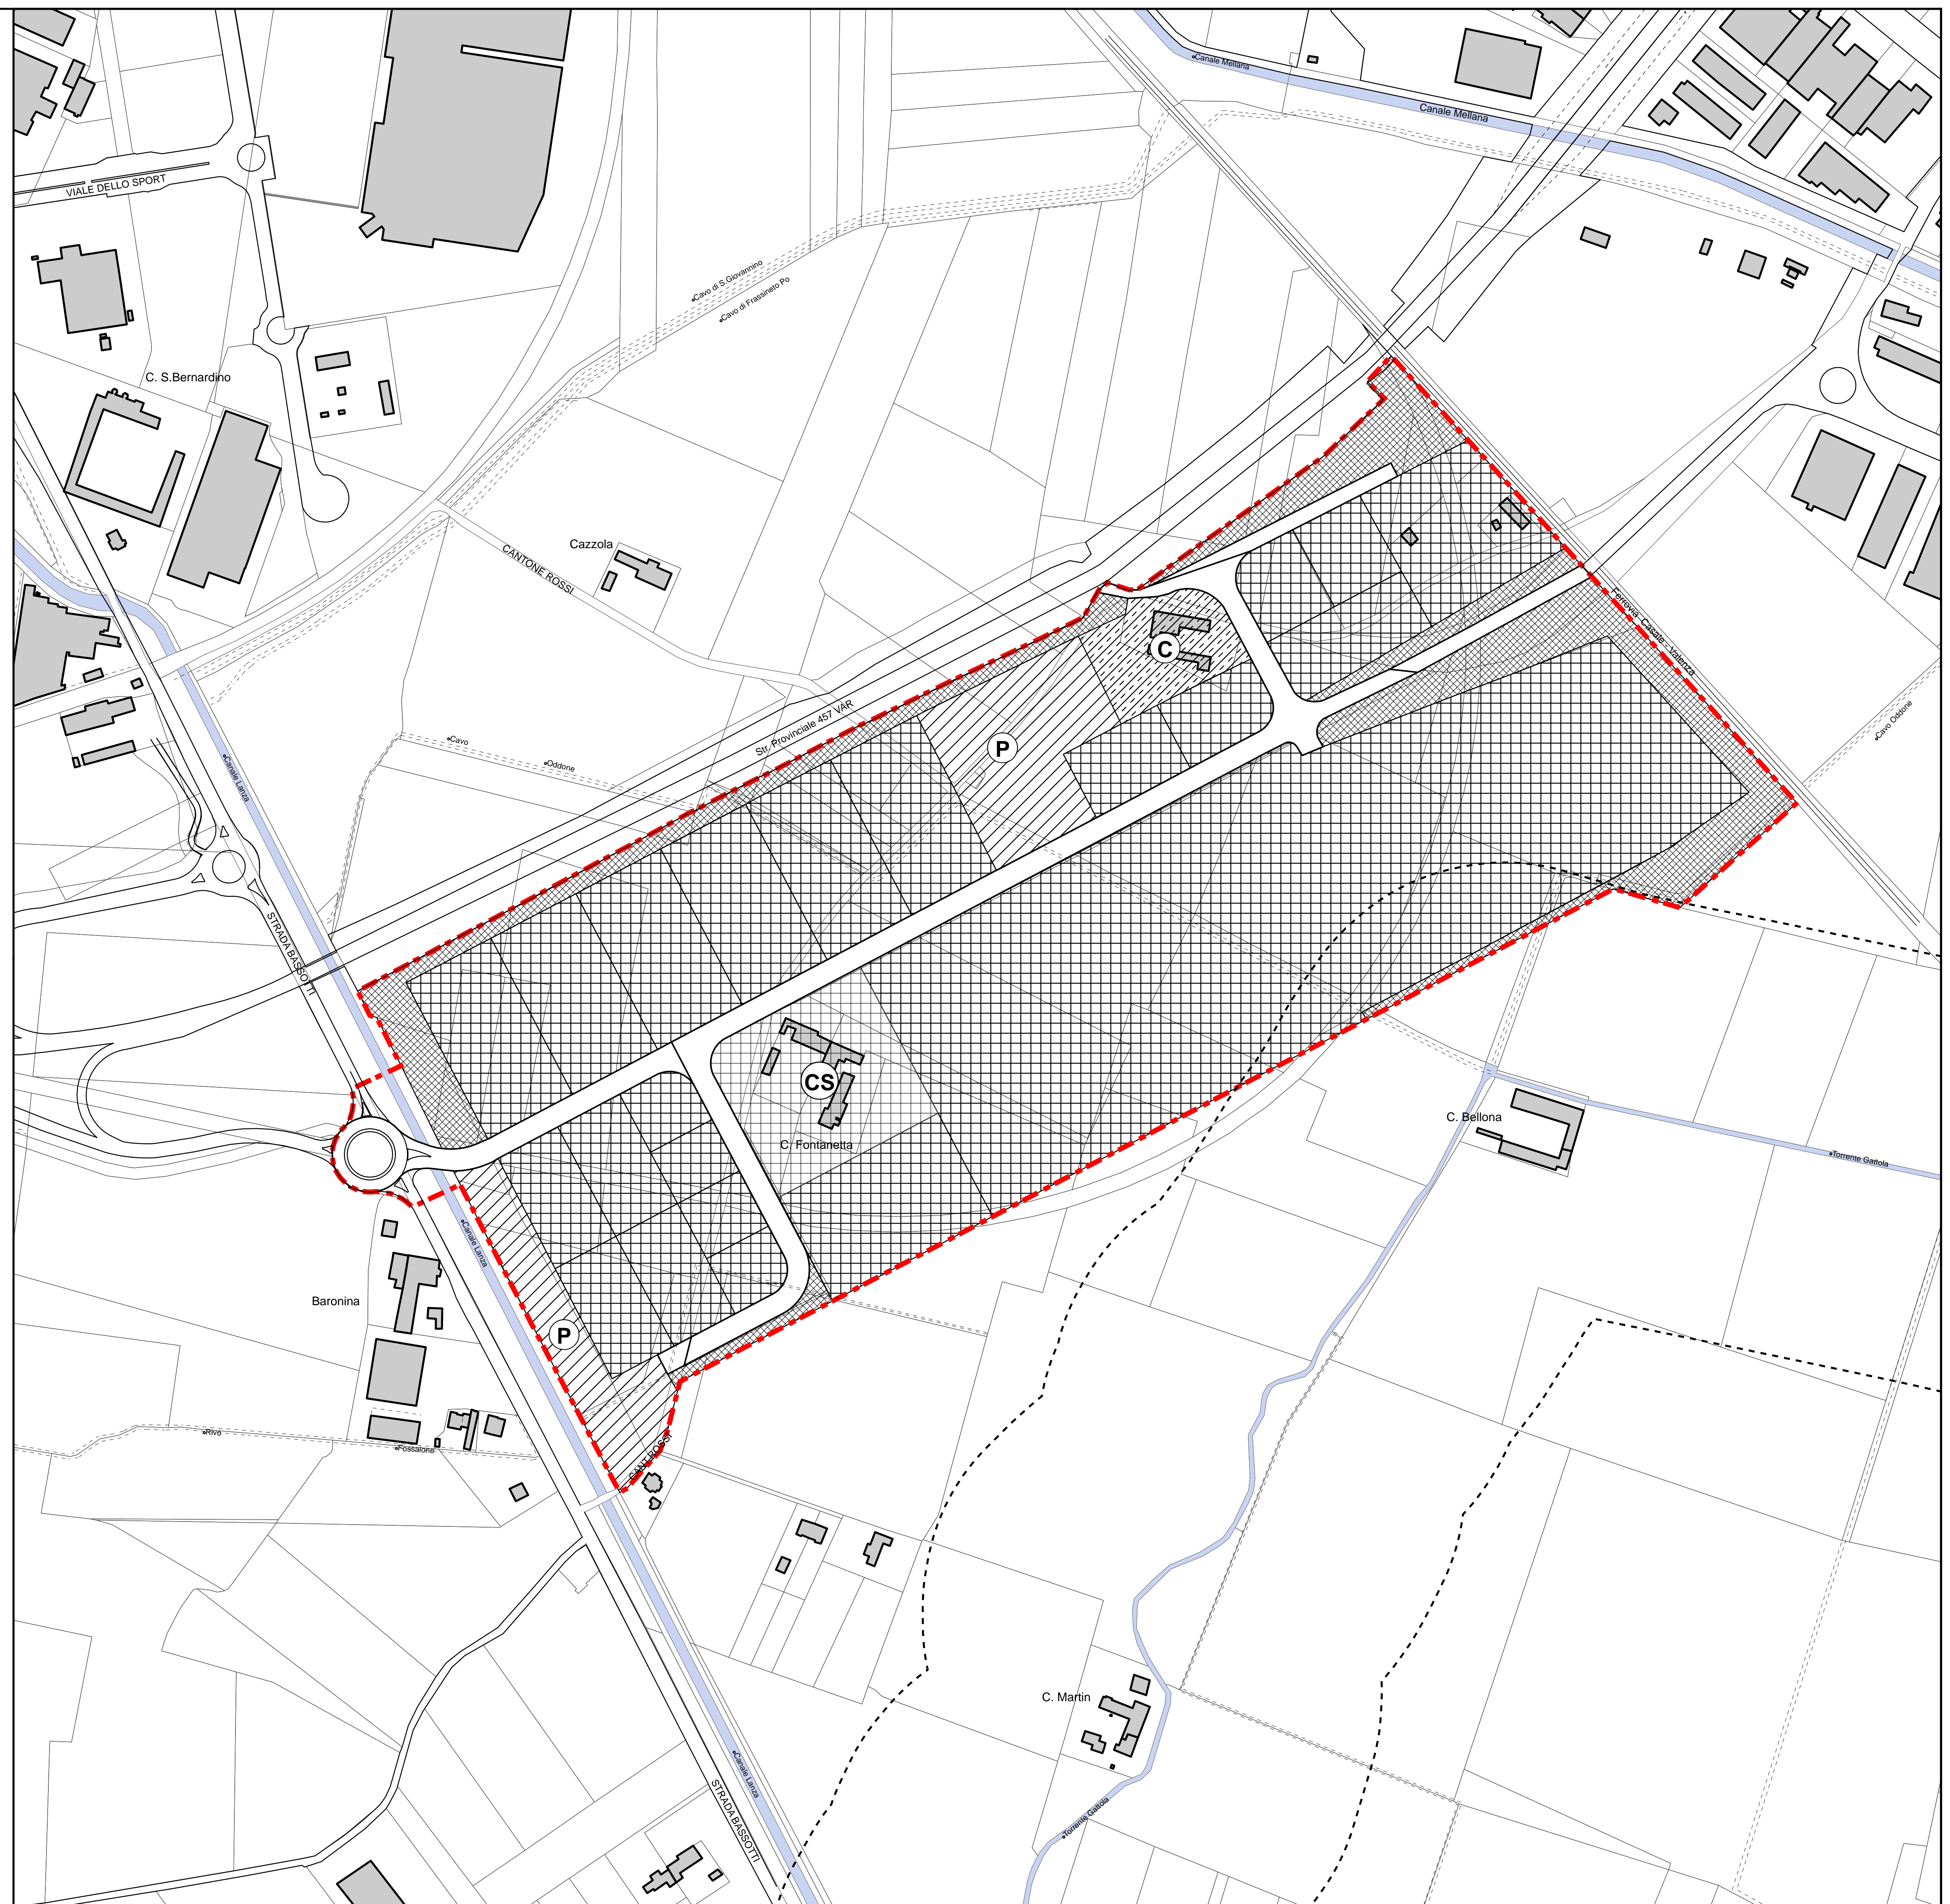 Canale Mellana
Canale Mellana
VIALE DELLO SPORT
Cavo di S.Giovannino
Cavo di Frassineto Po
C. S.Bernardino
Cazzola
CANTONE ROSSI
Ferrovia Casale - Valenza
C
Str. Provinciale 457 VAR
P
Cavo Oddone
Cavo
Oddone
Canale Lanza
STRADA BASSOTTI
CS
C. Fontanetta
C. Bellona
Torrente Gattola
Canale Lanza
Baronina
P
Rivo
Fossalone
CANT.ROSSI
C. Martin
Canale Lanza
STRADA BASSOTTI
Torrente Gattola